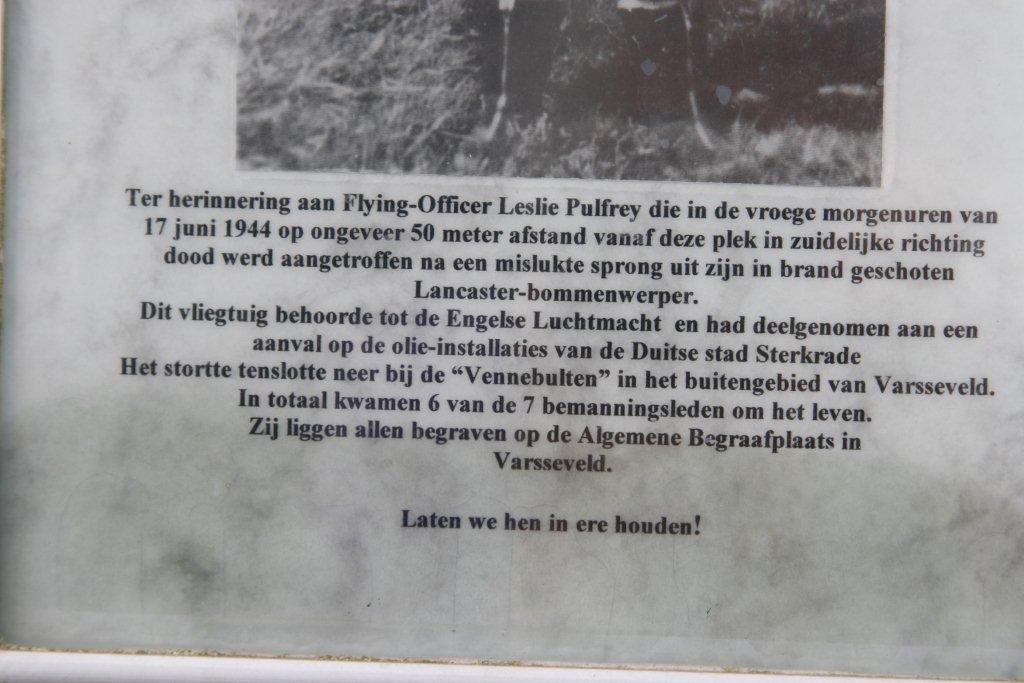 Ter herinnering aan Flying-Officer Leslie Pulfrey die in de vroege morgenuren van
17 juni 1944 op ongeveer 50 meter afstand vanaf deze plek in zuidelijke richting
dood werd aangetroffen na een mislukte sprong uit zijn in brand geschoten
Lancaster-bommenwerper.
Dit vliegtuig behoorde tot de Engelse Luchtmacht en had deelgenomen aan een
aanval op de olie-installaties van de Duitse stad Sterkrade
Het stortte tenslotte neer bij de “Vennebulten” in het buitengebied van Varsseveld.
In totaal kwamen 6 van de 7 bemanningsleden om het leven.
Zij liggen allen begraven op de Algemene Begraafplaats in
Varsseveld.
Laten we hen in ere houden!